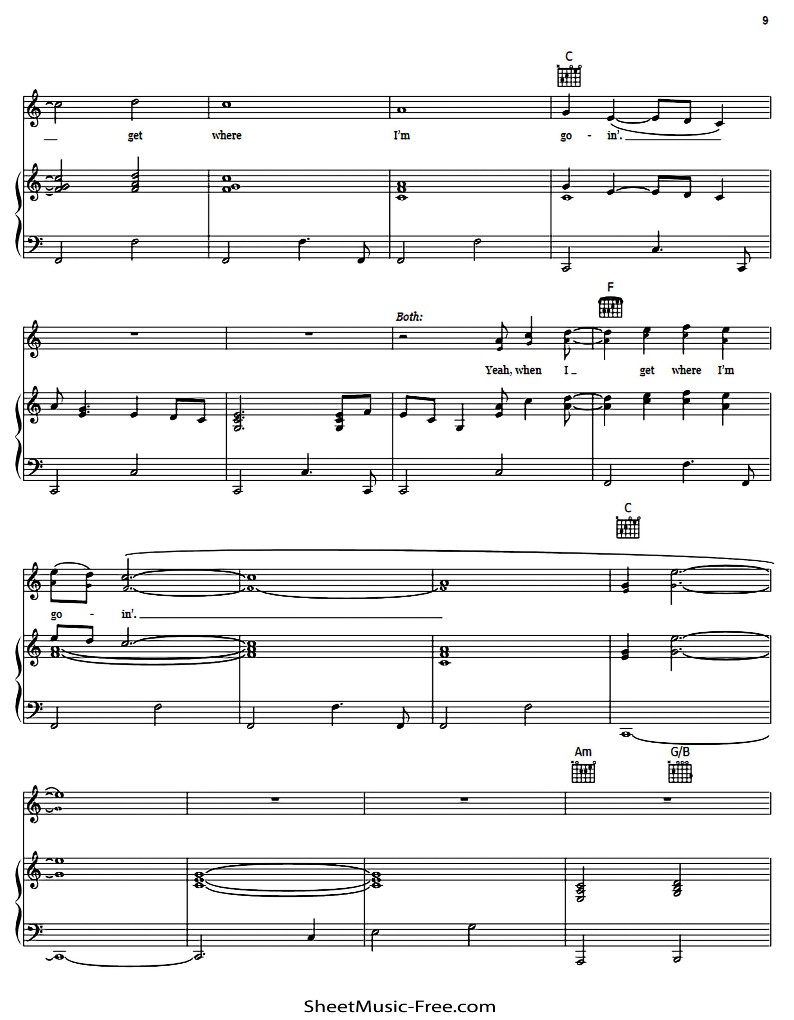 9
C
get where I'm go - in'.
Both:
F
Yeah, when I get where I'm
C
go - in'.
Am G/B
SheetMusic-Free.com